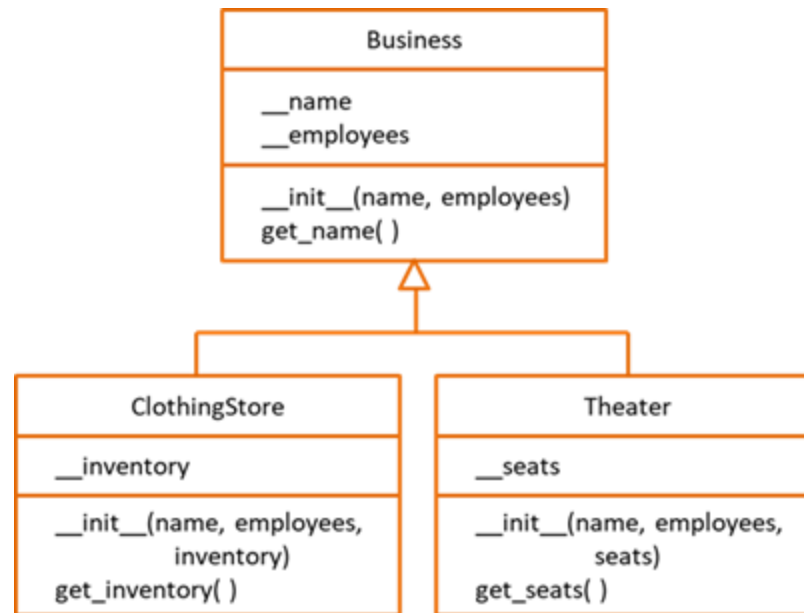 Business
__name
__employees
__init__(name, employees)
get_name( )
ClothingStore
__inventory
__init__(name, employees,
inventory)
get_inventory( )
Theater
__seats
__init__(name, employees,
seats)
get_seats( )